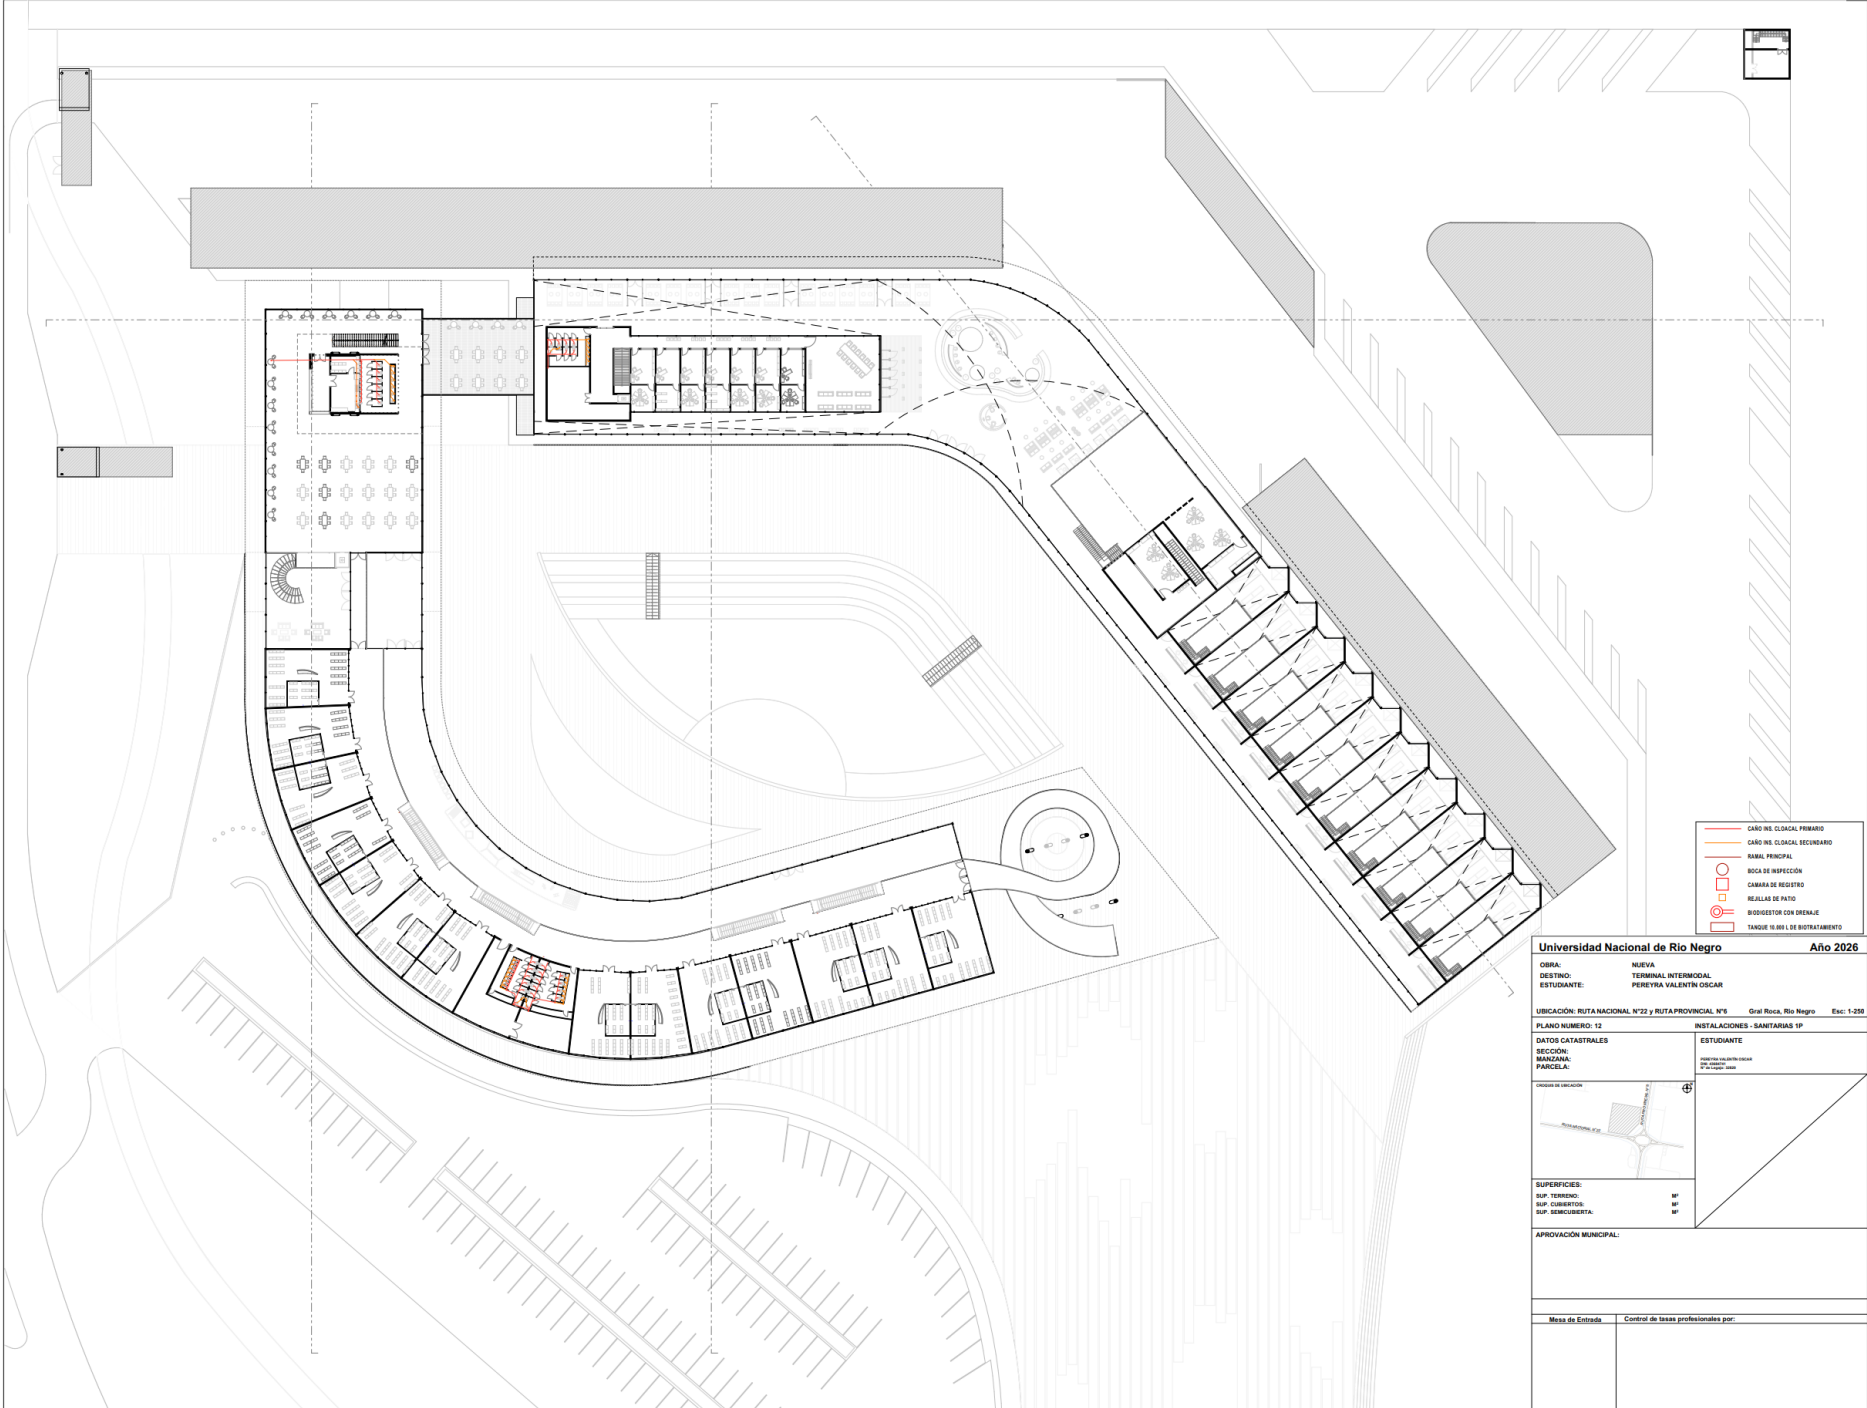 CAÑO INS. CLOACAL PRIMARIO
CAÑO INS. CLOACAL SECUNDARIO
RAMAL PRINCIPAL
BOCA DE INSPECCIÓN
CAMARA DE REGISTRO
REJILLAS DE PATIO
BIODIGESTOR CON DRENAJE
TANQUE 10.000 L DE BIOTRATAMIENTO
Universidad Nacional de Rio Negro Año 2026
OBRA: NUEVA
DESTINO: TERMINAL INTERMODAL
ESTUDIANTE: PEREYRA VALENTÍN OSCAR
UBICACIÓN: RUTA NACIONAL N°22 y RUTA PROVINCIAL N°6 Gral Roca, Rio Negro Esc: 1-250
PLANO NUMERO: 12 INSTALACIONES - SANITARIAS 1P
DATOS CATASTRALES ESTUDIANTE
SECCIÓN:
MANZANA:
PARCELA:
PEREYRA VALENTÍN OSCAR
CROQUIS DE UBICACIÓN
RUTA NACIONAL N°22
SUPERFICIES:
SUP. TERRENO: M²
SUP. CUBIERTOS: M²
SUP. SEMICUBIERTA: M²
APROVACIÓN MUNICIPAL:
Mesa de Entrada Control de tasas profesionales por: